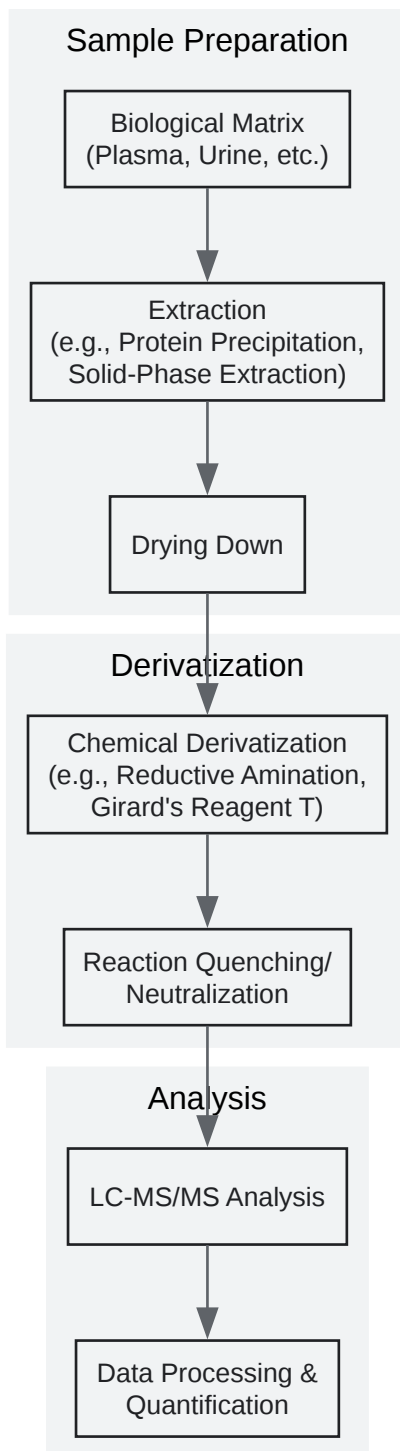 Sample Preparation
Biological Matrix
(Plasma, Urine, etc.)
Extraction
(e.g., Protein Precipitation,
Solid-Phase Extraction)
Drying Down
Derivatization
Chemical Derivatization
(e.g., Reductive Amination,
Girard's Reagent T)
Reaction Quenching/
Neutralization
Analysis
LC-MS/MS Analysis
Data Processing &
Quantification